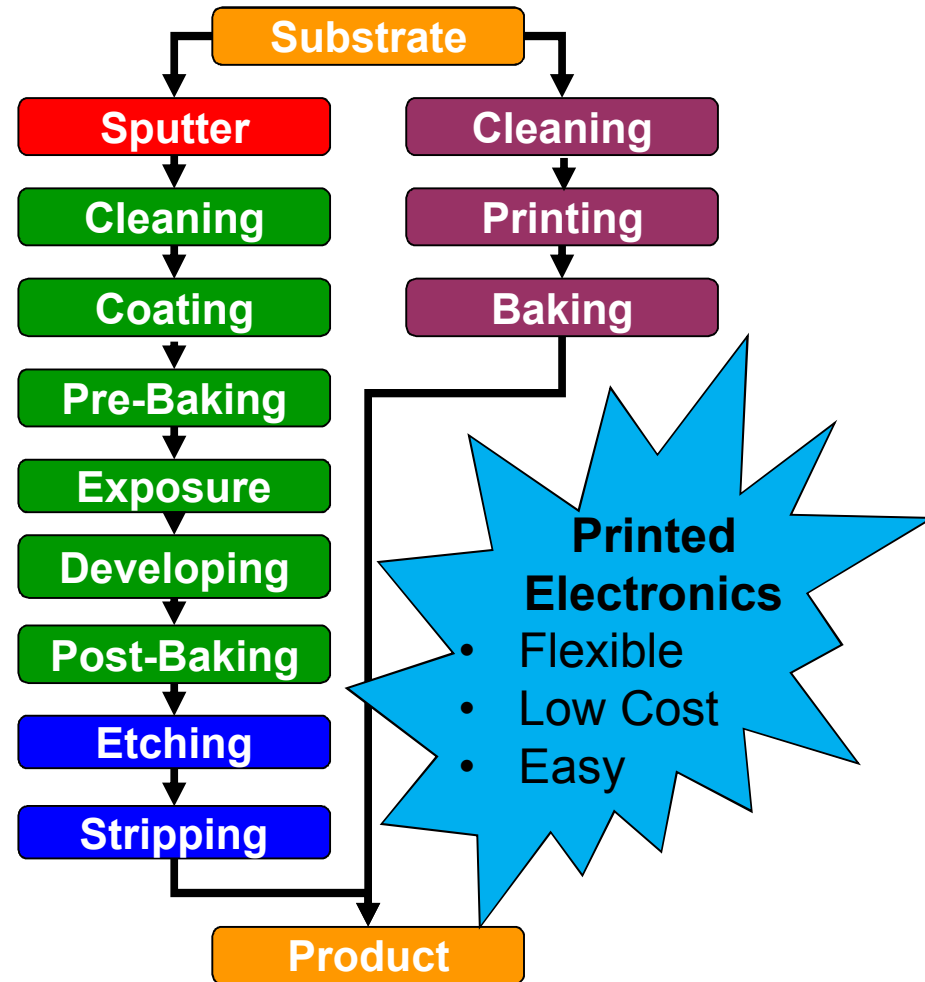 Substrate
Sputter
Cleaning
Coating
Pre-Baking
Exposure
Developing
Post-Baking
Etching
Stripping
Cleaning
Printing
Baking
Printed
Electronics
• Flexible
• Low Cost
• Easy
Product